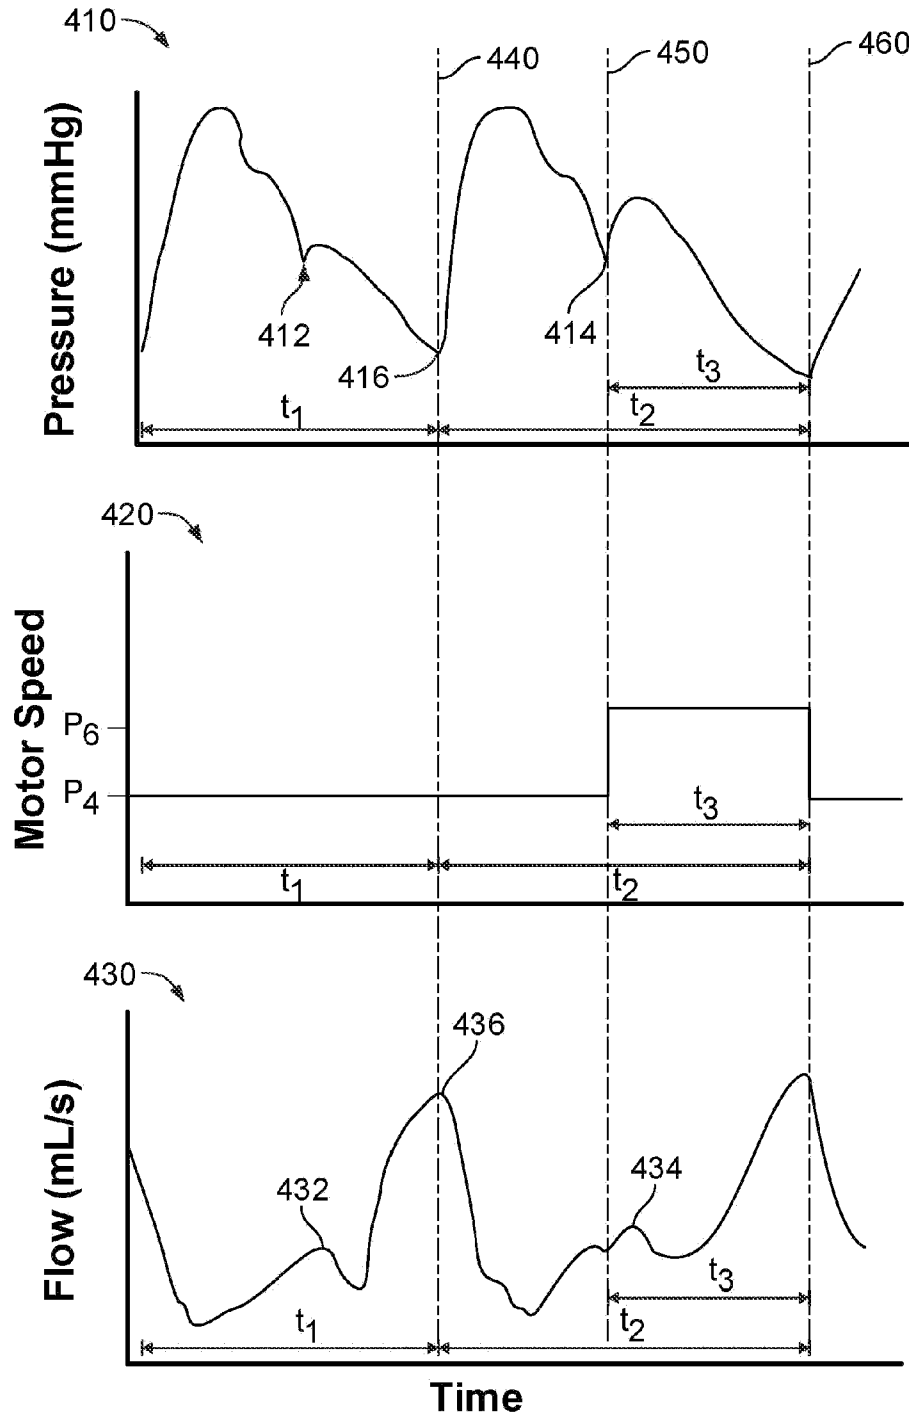 410
440
450
460
Pressure (mmHg)
412
414
416
t3
t1
t2
420
Motor Speed
P6
P4
t3
t1
t2
430
436
Flow (mL/s)
432
434
t3
t1
t2
Time